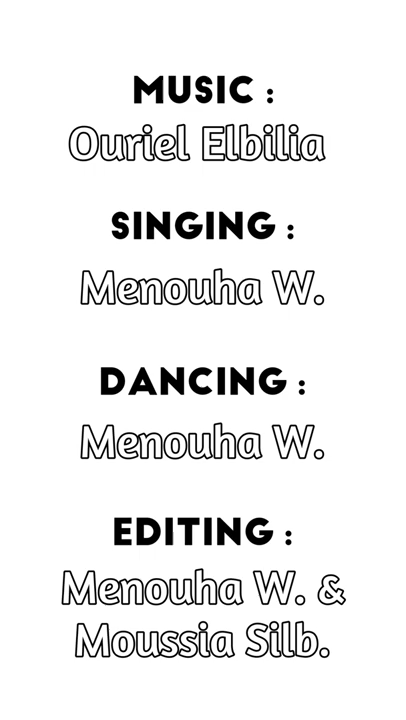 MUSIC :
Ouriel Elbilia
SINGING :
Menouha W.
DANCING :
Menouha W.
EDITING :
Menouha W. &
Moussia Silb.